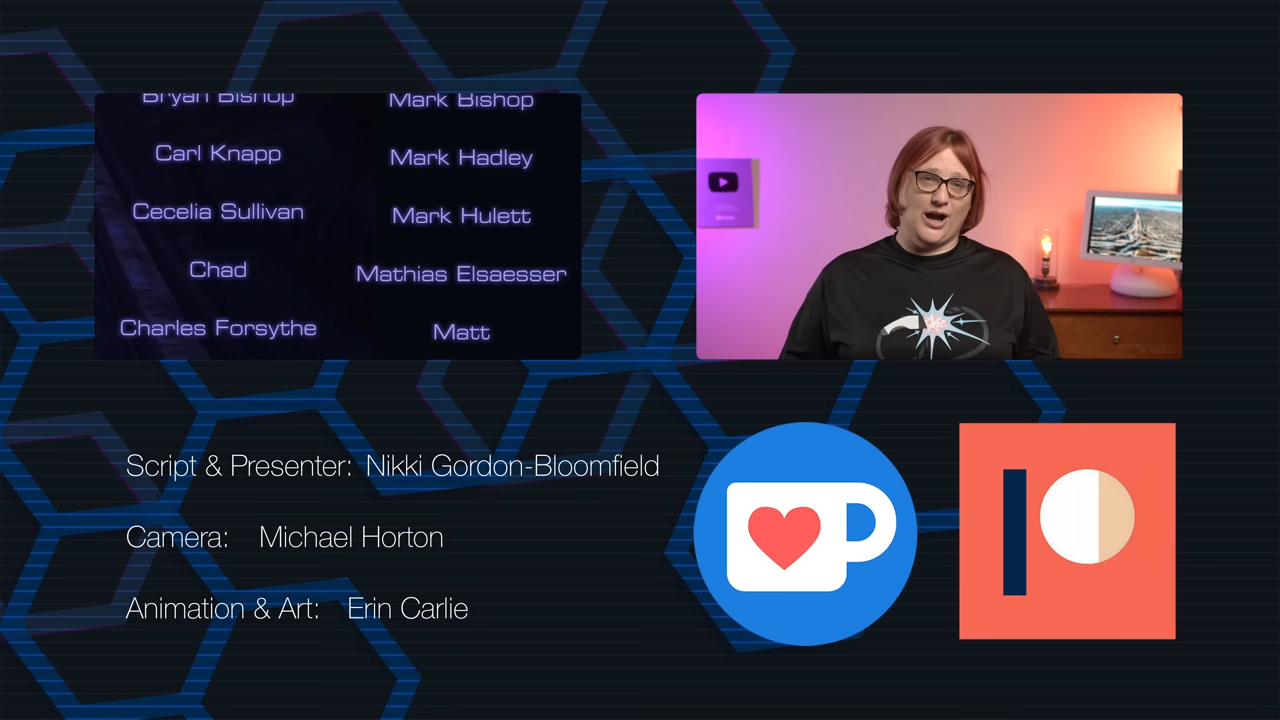 Bryan Bishop
Carl Knapp
Cecelia Sullivan
Chad
Charles Forsythe
Mark Bishop
Mark Hadley
Mark Hulett
Mathias Elsaesser
Matt
Script & Presenter: Nikki Gordon-Bloomfield
Camera: Michael Horton
Animation & Art: Erin Carlie